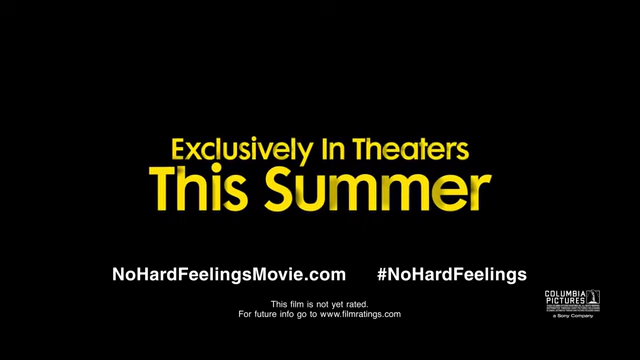 Exclusively In Theaters
This Summer
NoHardFeelingsMovie.com #NoHardFeelings
This film is not yet rated.
For future info go to www.filmratings.com
COLUMBIA
PICTURES
a Sony Company